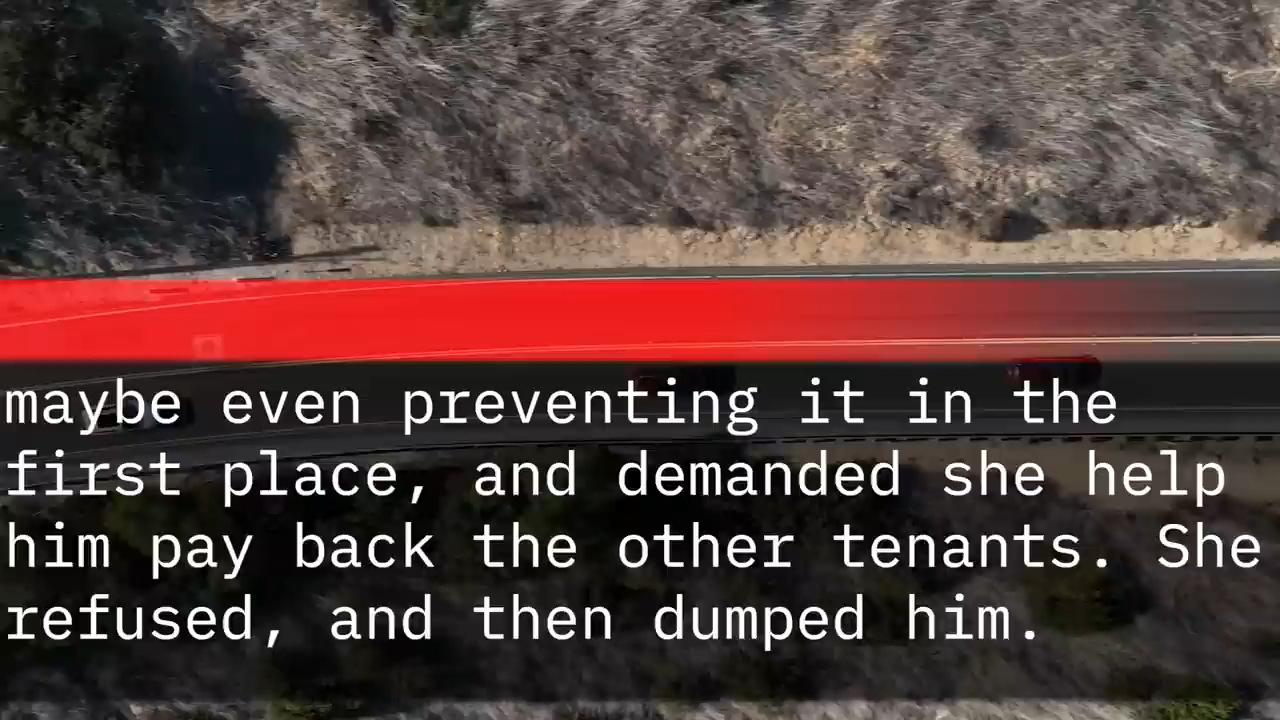 maybe even preventing it in the
first place, and demanded she help
him pay back the other tenants. She
refused, and then dumped him.